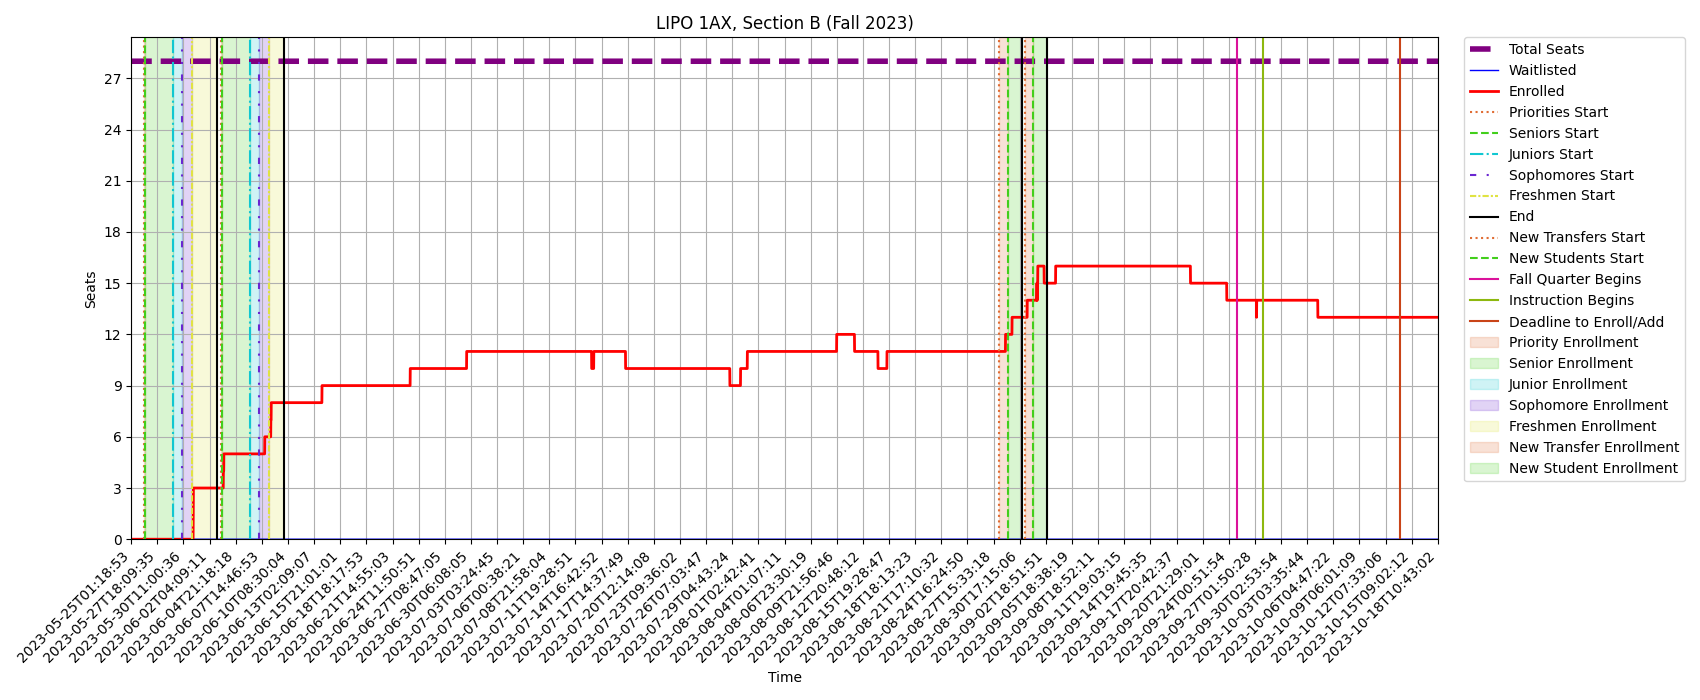 LIPO 1AX, Section B (Fall 2023)
Seats
27
24
21
18
15
12
9
6
3
0
2023-05-25T01:18:53
2023-05-27T18:09:35
2023-05-30T11:00:36
2023-06-02T04:09:11
2023-06-04T21:18:18
2023-06-07T14:46:53
2023-06-10T08:30:04
2023-06-13T02:09:07
2023-06-15T21:01:01
2023-06-18T18:17:53
2023-06-21T14:55:03
2023-06-24T11:50:51
2023-06-27T08:47:05
2023-06-30T06:08:05
2023-07-03T03:24:45
2023-07-06T00:38:21
2023-07-08T21:58:04
2023-07-11T19:28:51
2023-07-14T16:42:52
2023-07-17T14:37:49
2023-07-20T12:14:08
2023-07-23T09:36:02
2023-07-26T07:03:47
2023-07-29T04:43:24
2023-08-01T02:42:41
2023-08-04T01:07:11
2023-08-06T23:30:19
2023-08-09T21:56:46
2023-08-12T20:48:12
2023-08-15T19:28:47
2023-08-18T18:13:23
2023-08-21T17:10:32
2023-08-24T16:24:50
2023-08-27T15:33:18
2023-08-30T17:15:06
2023-09-02T18:51:51
2023-09-05T18:38:19
2023-09-08T18:52:11
2023-09-11T19:03:15
2023-09-14T19:45:35
2023-09-17T20:42:37
2023-09-20T21:29:01
2023-09-24T00:51:54
2023-09-27T01:50:28
2023-09-30T02:53:54
2023-10-03T03:35:44
2023-10-06T04:47:22
2023-10-09T06:01:09
2023-10-12T07:33:06
2023-10-15T09:02:12
2023-10-18T10:43:02
Time
Total Seats
Waitlisted
Enrolled
Priorities Start
Seniors Start
Juniors Start
Sophomores Start
Freshmen Start
End
New Transfers Start
New Students Start
Fall Quarter Begins
Instruction Begins
Deadline to Enroll/Add
Priority Enrollment
Senior Enrollment
Junior Enrollment
Sophomore Enrollment
Freshmen Enrollment
New Transfer Enrollment
New Student Enrollment